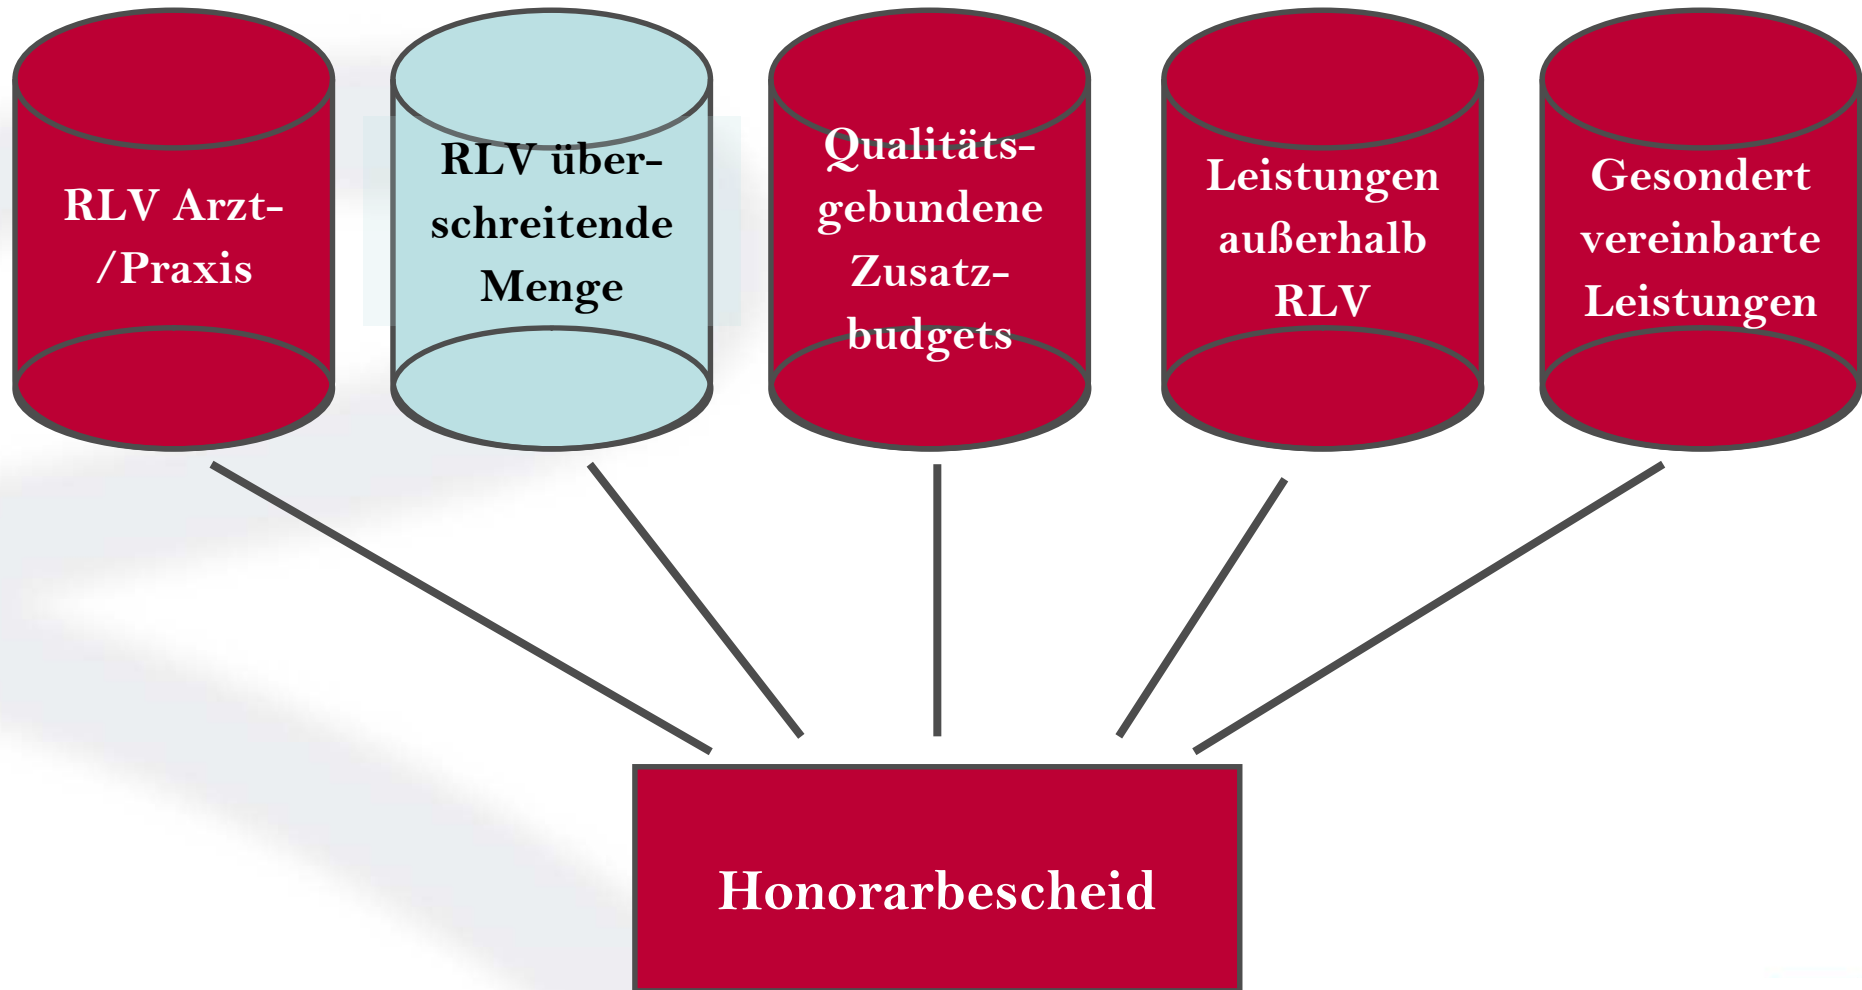 RLV Arzt-
/Praxis
RLV über-
schreitende
Menge
Qualitäts-
gebundene
Zusatz-
budgets
Leistungen
außerhalb
RLV
Gesondert
vereinbarte
Leistungen
Honorarbescheid